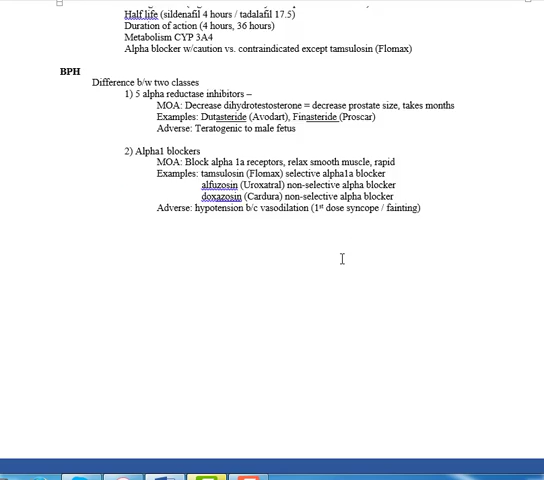 Half life (sildenafil 4 hours / tadalafil 17.5)
Duration of action (4 hours, 36 hours)
Metabolism CYP 3A4
Alpha blocker w/caution vs. contraindicated except tamsulosin (Flomax)
BPH
Difference b/w two classes
1) 5 alpha reductase inhibitors –
MOA: Decrease dihydrotestosterone = decrease prostate size, takes months
Examples: Dutasteride (Avodart), Finasteride (Proscar)
Adverse: Teratogenic to male fetus
2) Alpha1 blockers
MOA: Block alpha 1a receptors, relax smooth muscle, rapid
Examples: tamsulosin (Flomax) selective alpha1a blocker
alfuzosin (Uroxatral) non-selective alpha blocker
doxazosin (Cardura) non-selective alpha blocker
Adverse: hypotension b/c vasodilation (1st dose syncope / fainting)